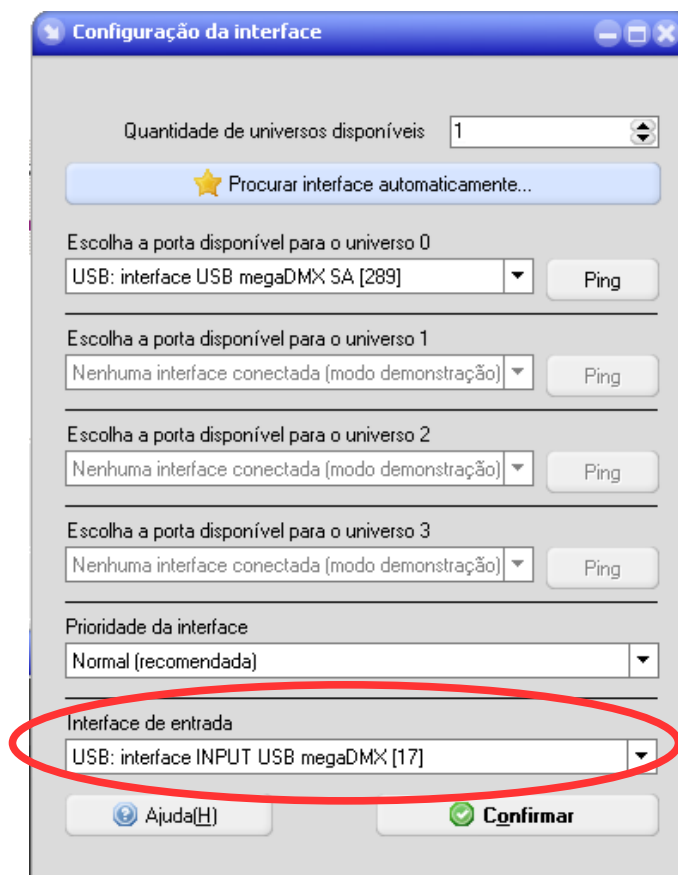 Configuração da interface
Quantidade de universos disponíveis 1
Procurar interface automaticamente...
Escolha a porta disponível para o universo 0
USB: interface USB megaDMX SA [289] Ping
Escolha a porta disponível para o universo 1
Nenhuma interface conectada (modo demonstração) Ping
Escolha a porta disponível para o universo 2
Nenhuma interface conectada (modo demonstração) Ping
Escolha a porta disponível para o universo 3
Nenhuma interface conectada (modo demonstração) Ping
Prioridade da interface
Normal (recomendada)
Interface de entrada
USB: interface INPUT USB megaDMX [17]
Ajuda(H) Confirmar